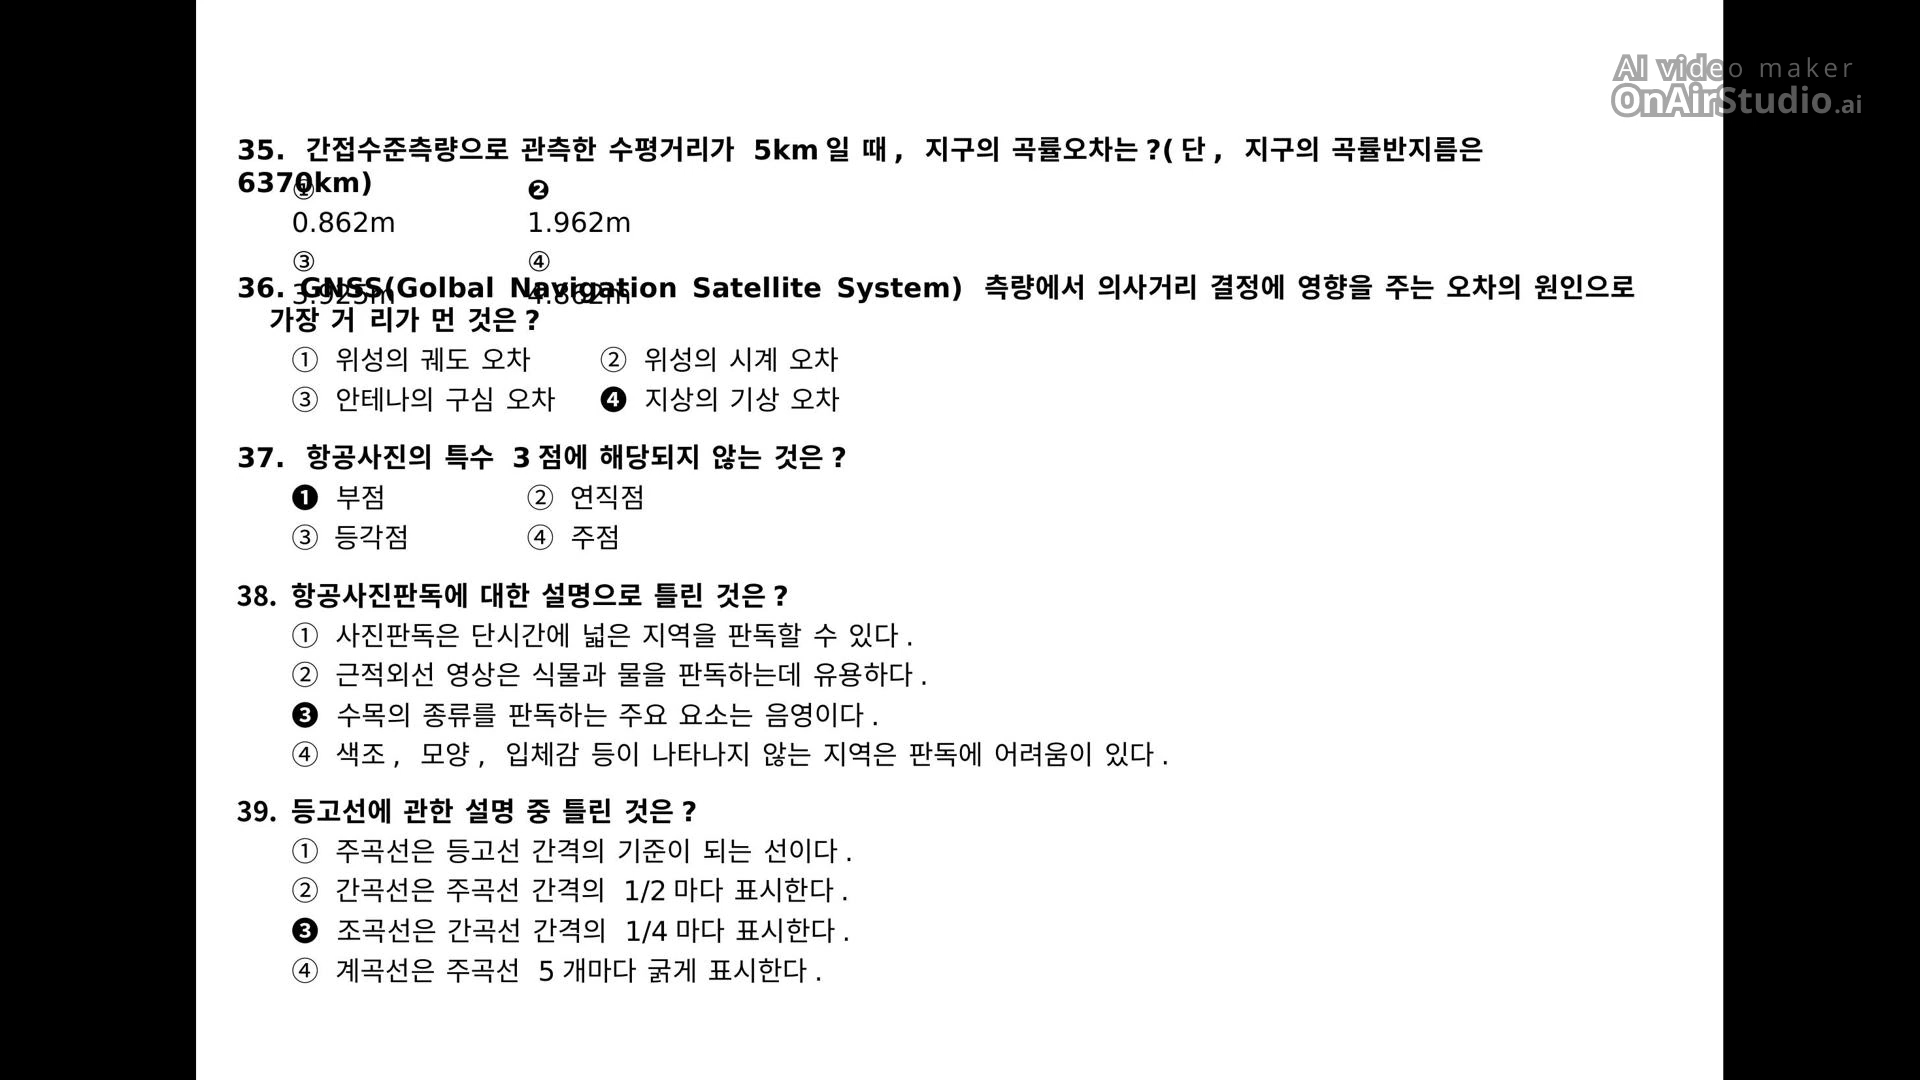 AI video maker
OnAirStudio.ai
35. 간접수준측량으로 관측한 수평거리가 5km일 때, 지구의 곡률오차는?(단, 지구의 곡률반지름은
6370km)
① ❷
0.862m 1.962m
③ ④
3.925m 4.862m
36. GNSS(Golbal Navigation Satellite System) 측량에서 의사거리 결정에 영향을 주는 오차의 원인으로
가장 거 리가 먼 것은?
① 위성의 궤도 오차 ② 위성의 시계 오차
③ 안테나의 구심 오차 ❹ 지상의 기상 오차
37. 항공사진의 특수 3점에 해당되지 않는 것은?
❶ 부점 ② 연직점
③ 등각점 ④ 주점
38. 항공사진판독에 대한 설명으로 틀린 것은?
① 사진판독은 단시간에 넓은 지역을 판독할 수 있다.
② 근적외선 영상은 식물과 물을 판독하는데 유용하다.
❸ 수목의 종류를 판독하는 주요 요소는 음영이다.
④ 색조, 모양, 입체감 등이 나타나지 않는 지역은 판독에 어려움이 있다.
39. 등고선에 관한 설명 중 틀린 것은?
① 주곡선은 등고선 간격의 기준이 되는 선이다.
② 간곡선은 주곡선 간격의 1/2마다 표시한다.
❸ 조곡선은 간곡선 간격의 1/4마다 표시한다.
④ 계곡선은 주곡선 5개마다 굵게 표시한다.